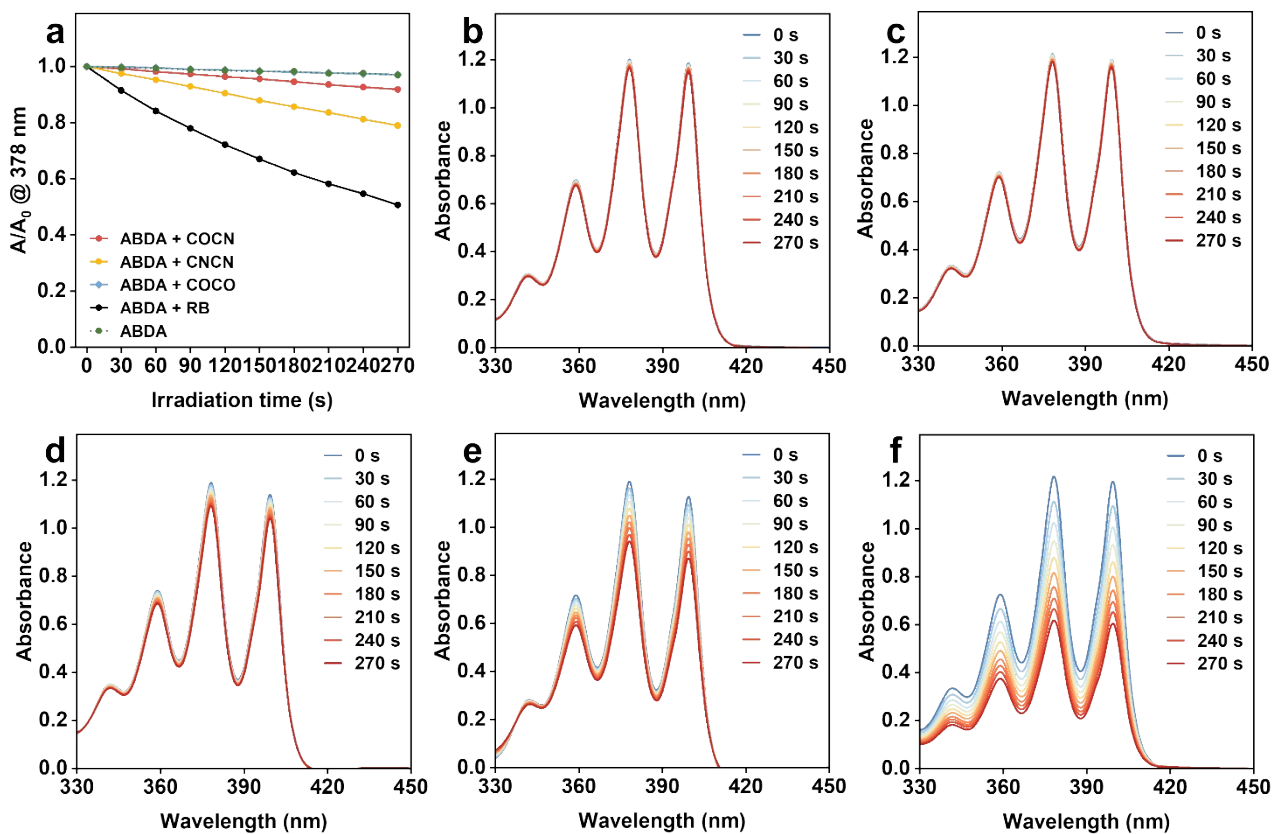 a
A/A0 @ 378 nm
1.0
0.8
0.6
0.4
0.2
0.0
ABDA + COCN
ABDA + CNCN
ABDA + COCO
ABDA + RB
ABDA
0 30 60 90 120 150 180 210 240 270
Irradiation time (s)
b
Absorbance
1.2
1.0
0.8
0.6
0.4
0.2
0.0
0 s
30 s
60 s
90 s
120 s
150 s
180 s
210 s
240 s
270 s
330 360 390 420 450
Wavelength (nm)
c
Absorbance
1.2
1.0
0.8
0.6
0.4
0.2
0.0
0 s
30 s
60 s
90 s
120 s
150 s
180 s
210 s
240 s
270 s
330 360 390 420 450
Wavelength (nm)
d
Absorbance
1.2
1.0
0.8
0.6
0.4
0.2
0.0
0 s
30 s
60 s
90 s
120 s
150 s
180 s
210 s
240 s
270 s
330 360 390 420 450
Wavelength (nm)
e
Absorbance
1.2
1.0
0.8
0.6
0.4
0.2
0.0
0 s
30 s
60 s
90 s
120 s
150 s
180 s
210 s
240 s
270 s
330 360 390 420 450
Wavelength (nm)
f
Absorbance
1.2
1.0
0.8
0.6
0.4
0.2
0.0
0 s
30 s
60 s
90 s
120 s
150 s
180 s
210 s
240 s
270 s
330 360 390 420 450
Wavelength (nm)